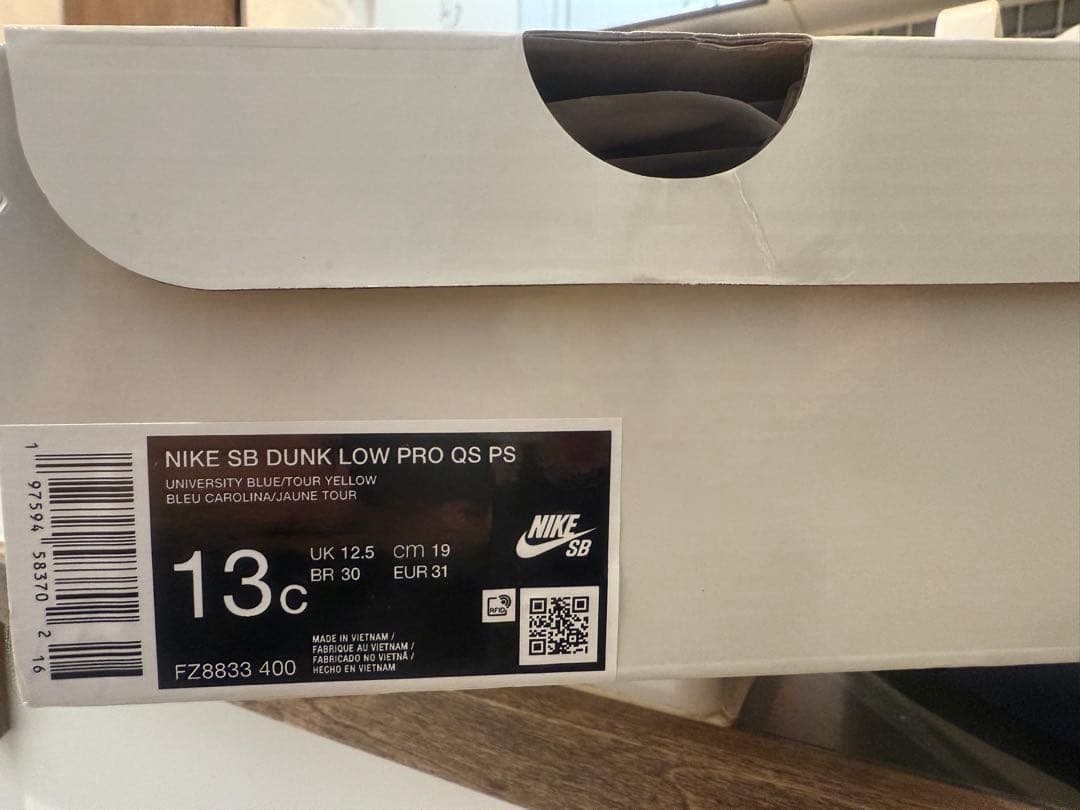 NIKE SB DUNK LOW PRO QS PS
UNIVERSITY BLUE/TOUR YELLOW
BLEU CAROLINA/JAUNE TOUR
13C
UK 12.5 cm 19
BR 30 EUR 31
NIKE
SB
RFID
MADE IN VIETNAM /
FABRIQUE AU VIETNAM /
FABRICADO NO VIETNÃ /
HECHO EN VIETNAM
FZ8833 400
1 97594 58370 2 16